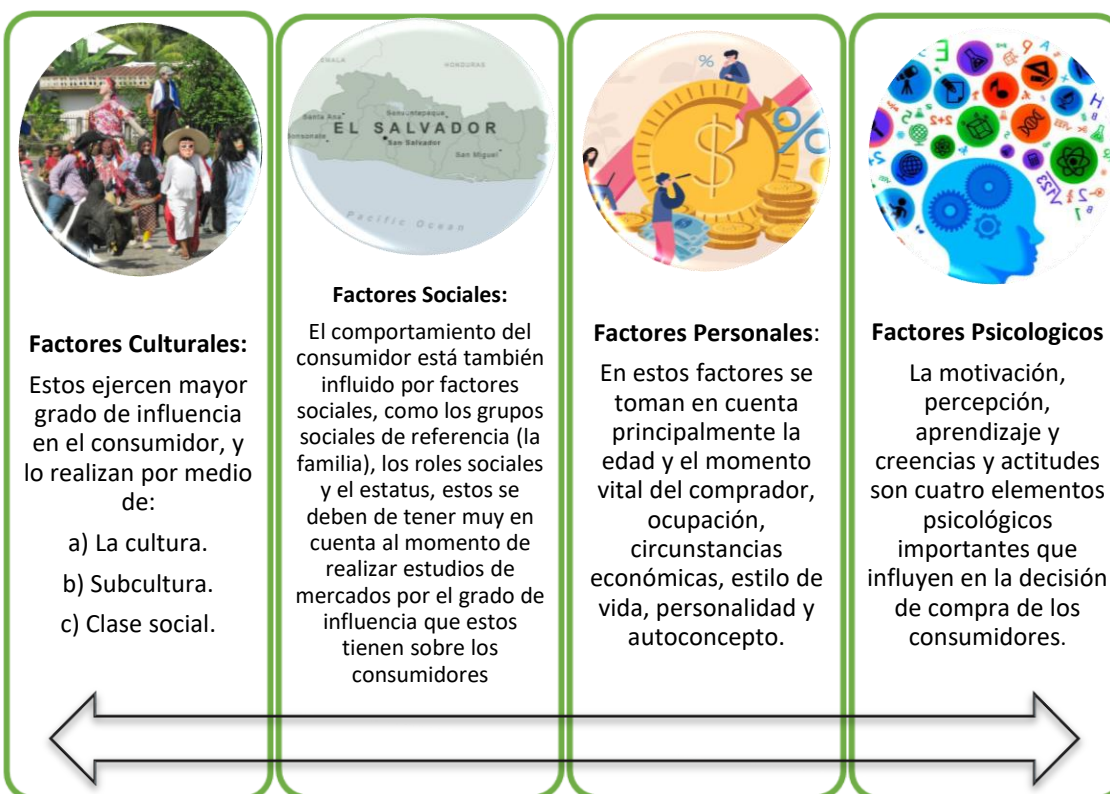 GUATEMALA
HONDURAS
Santa Ana
Sensuntepeque
Sonsonate
EL SALVADOR
San Salvador
San Miguel
Pacific Ocean
%
%
$
2+2
√123
Factores Culturales:
Estos ejercen mayor
grado de influencia
en el consumidor, y
lo realizan por medio
de:
a) La cultura.
b) Subcultura.
c) Clase social.
Factores Sociales:
El comportamiento del
consumidor está también
influido por factores
sociales, como los grupos
sociales de referencia (la
familia), los roles sociales
y el estatus, estos se
deben de tener muy en
cuenta al momento de
realizar estudios de
mercados por el grado de
influencia que estos
tienen sobre los
consumidores
Factores Personales:
En estos factores se
toman en cuenta
principalmente la
edad y el momento
vital del comprador,
ocupación,
circunstancias
económicas, estilo de
vida, personalidad y
autoconcepto.
Factores Psicologicos
La motivación,
percepción,
aprendizaje y
creencias y actitudes
son cuatro elementos
psicológicos
importantes que
influyen en la decisión
de compra de los
consumidores.